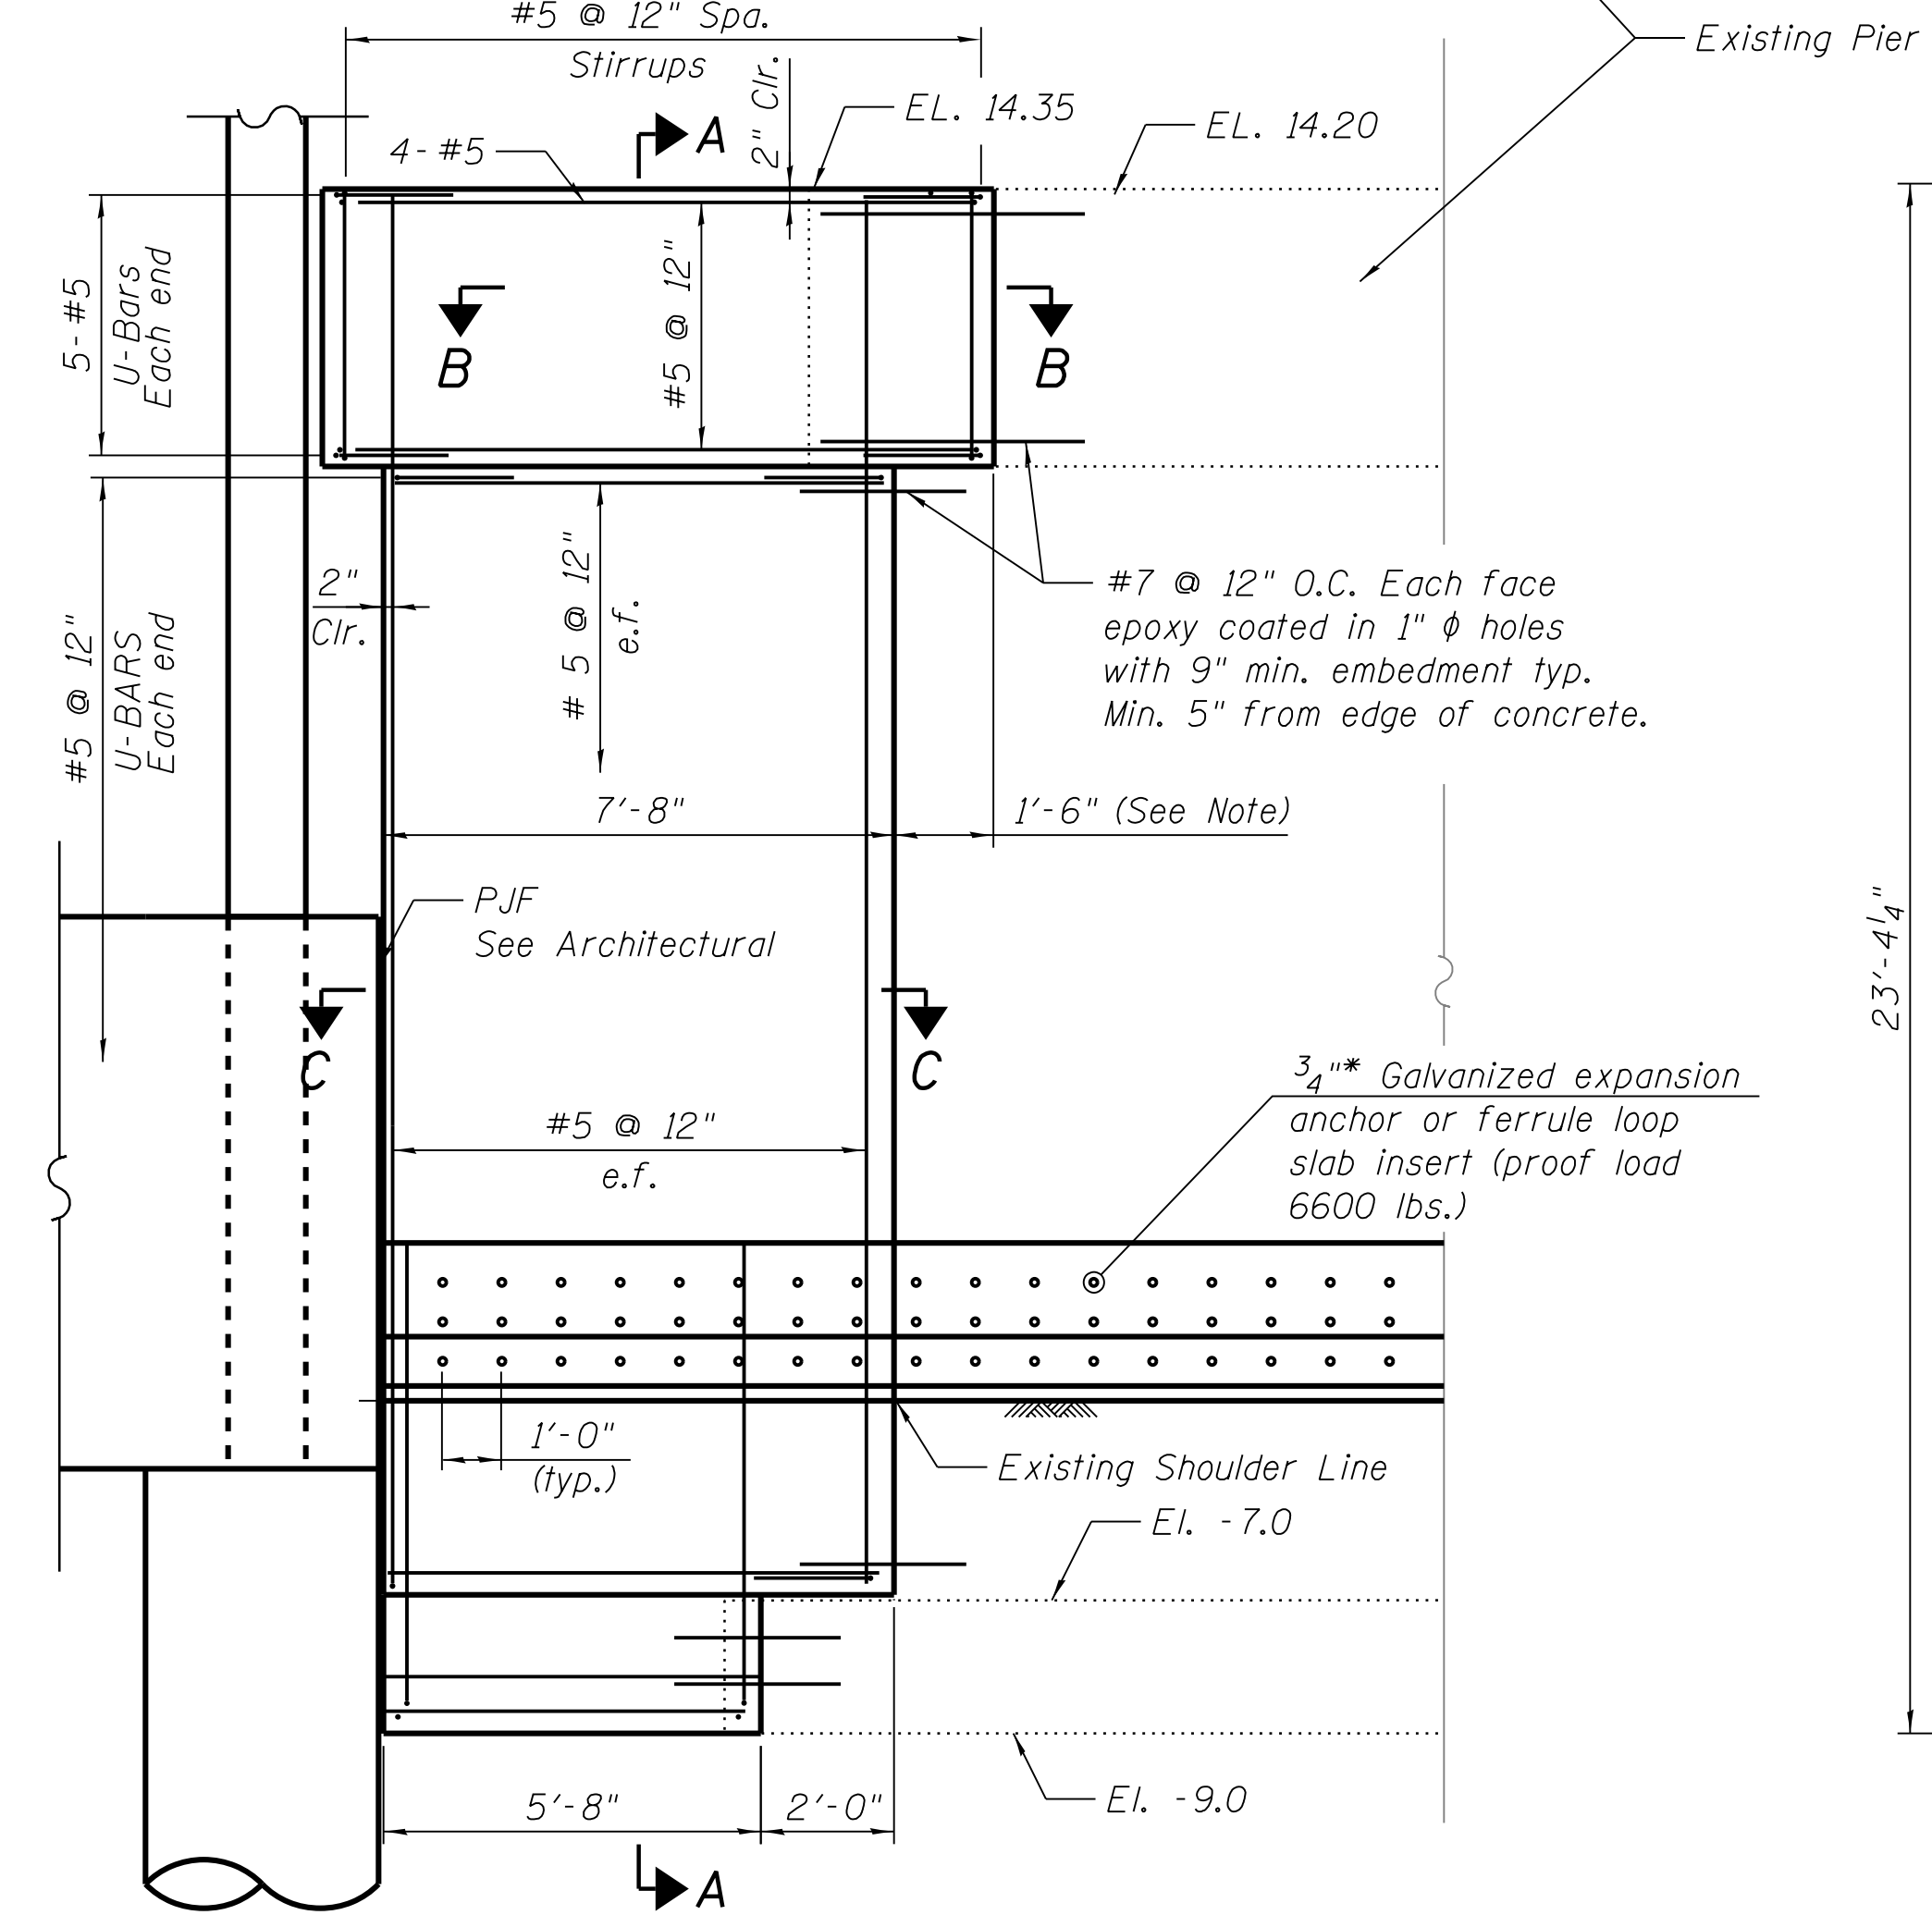 #5 @ 12" Spa.
Stirrups
Existing Pier
2" Clr.
EL. 14.35
EL. 14.20
4-#5
A
5-#5
U-Bars
Each end
#5 @ 12"
B
B
#5 @ 12"
U-BARS
Each end
2"
Clr.
# 5 @ 12"
e.f.
#7 @ 12" O.C. Each face
epoxy coated in 1" ϕ holes
with 9" min. embedment typ.
Min. 5" from edge of concrete.
7'-8"
1'-6" (See Note)
PJF
See Architectural
23'-4¼"
C
C
¾"* Galvanized expansion
anchor or ferrule loop
slab insert (proof load
6600 lbs.)
#5 @ 12"
e.f.
1'-0"
(typ.)
Existing Shoulder Line
El. -7.0
5'-8"
2'-0"
El. -9.0
A